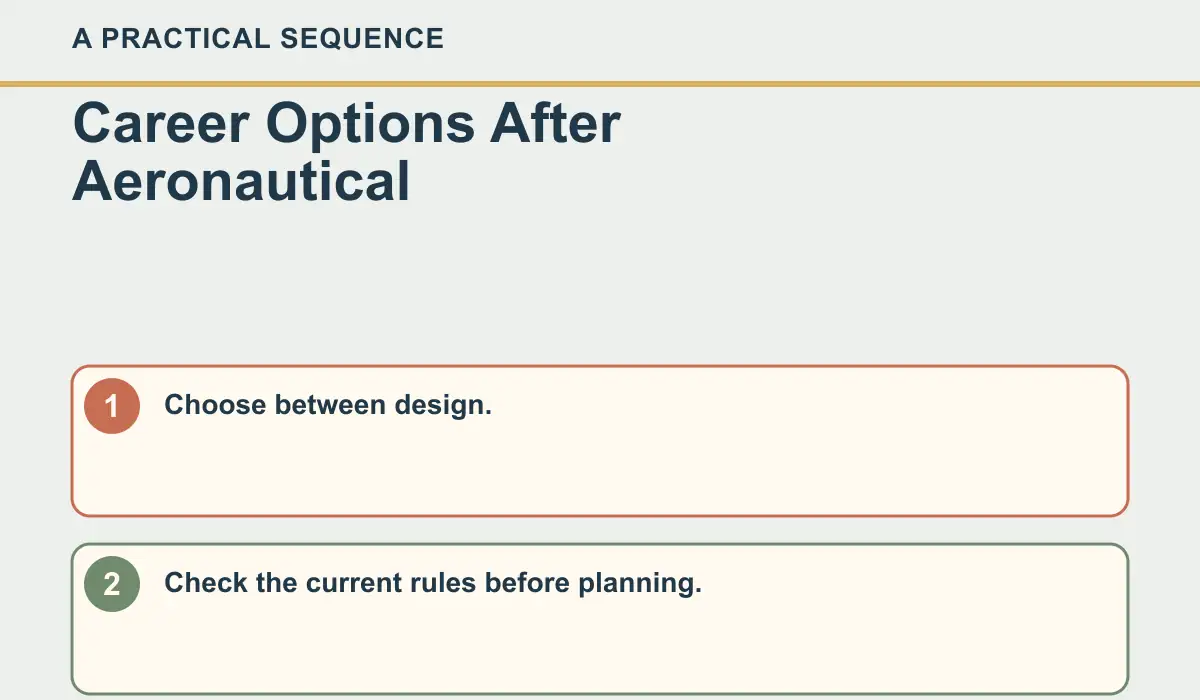 A PRACTICAL SEQUENCE
Career Options After
Aeronautical
1
Choose between design.
2
Check the current rules before planning.